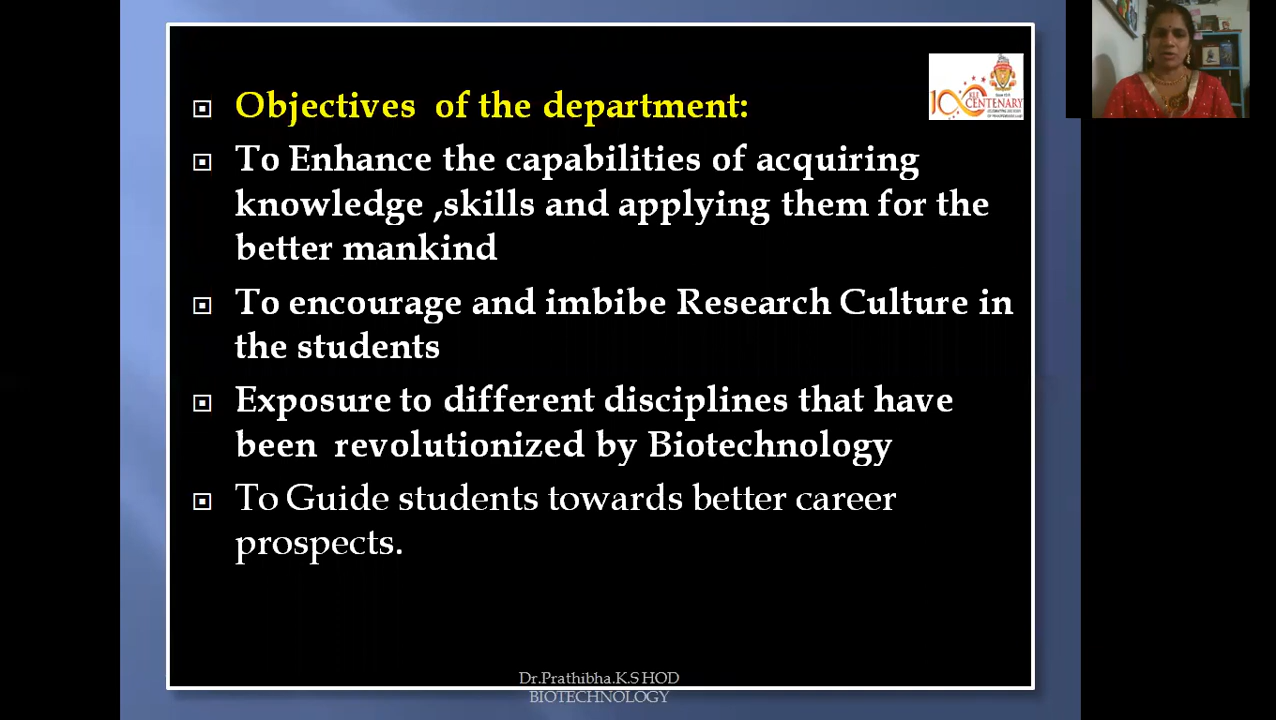 Objectives  of the department:
To Enhance the capabilities of acquiring
knowledge ,skills and applying them for the
better mankind
To encourage and imbibe Research Culture in
the students
Exposure to different disciplines that have
been  revolutionized by Biotechnology
To Guide students towards better career
prospects.
KLE
CENTENARY
Dr.Prathibha.K.S HOD
BIOTECHNOLOGY